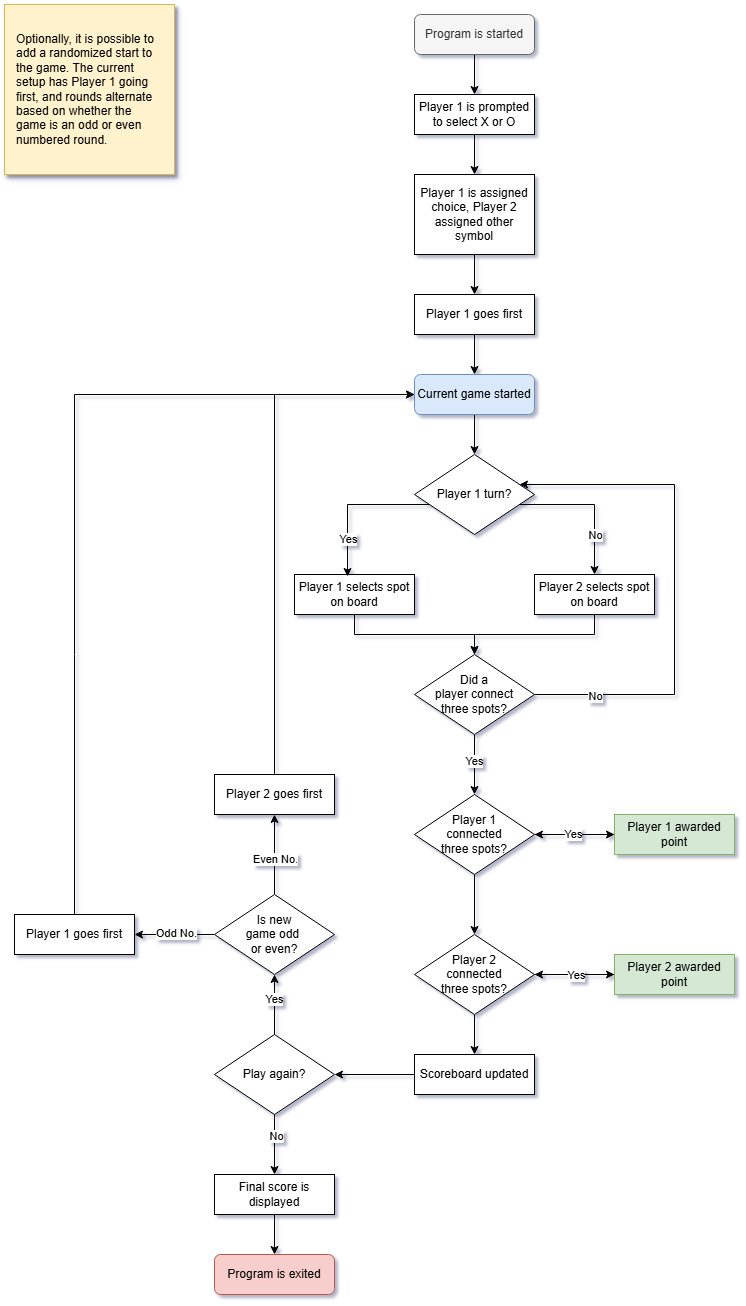 Optionally, it is possible to
add a randomized start to
the game. The current
setup has Player 1 going
first, and rounds alternate
based on whether the
game is an odd or even
numbered round.
Program is started
Player 1 is prompted
to select X or O
Player 1 is assigned
choice, Player 2
assigned other
symbol
Player 1 goes first
Current game started
Player 1 turn?
Yes
No
Player 1 selects spot
on board
Player 2 selects spot
on board
Did a
player connect
three spots?
No
Yes
Player 1
connected
three spots?
Yes
Player 1 awarded
point
Player 2
connected
three spots?
Yes
Player 2 awarded
point
Scoreboard updated
Play again?
Yes
Is new
game odd
or even?
Even No.
Player 2 goes first
Odd No.
Player 1 goes first
No
Final score is
displayed
Program is exited